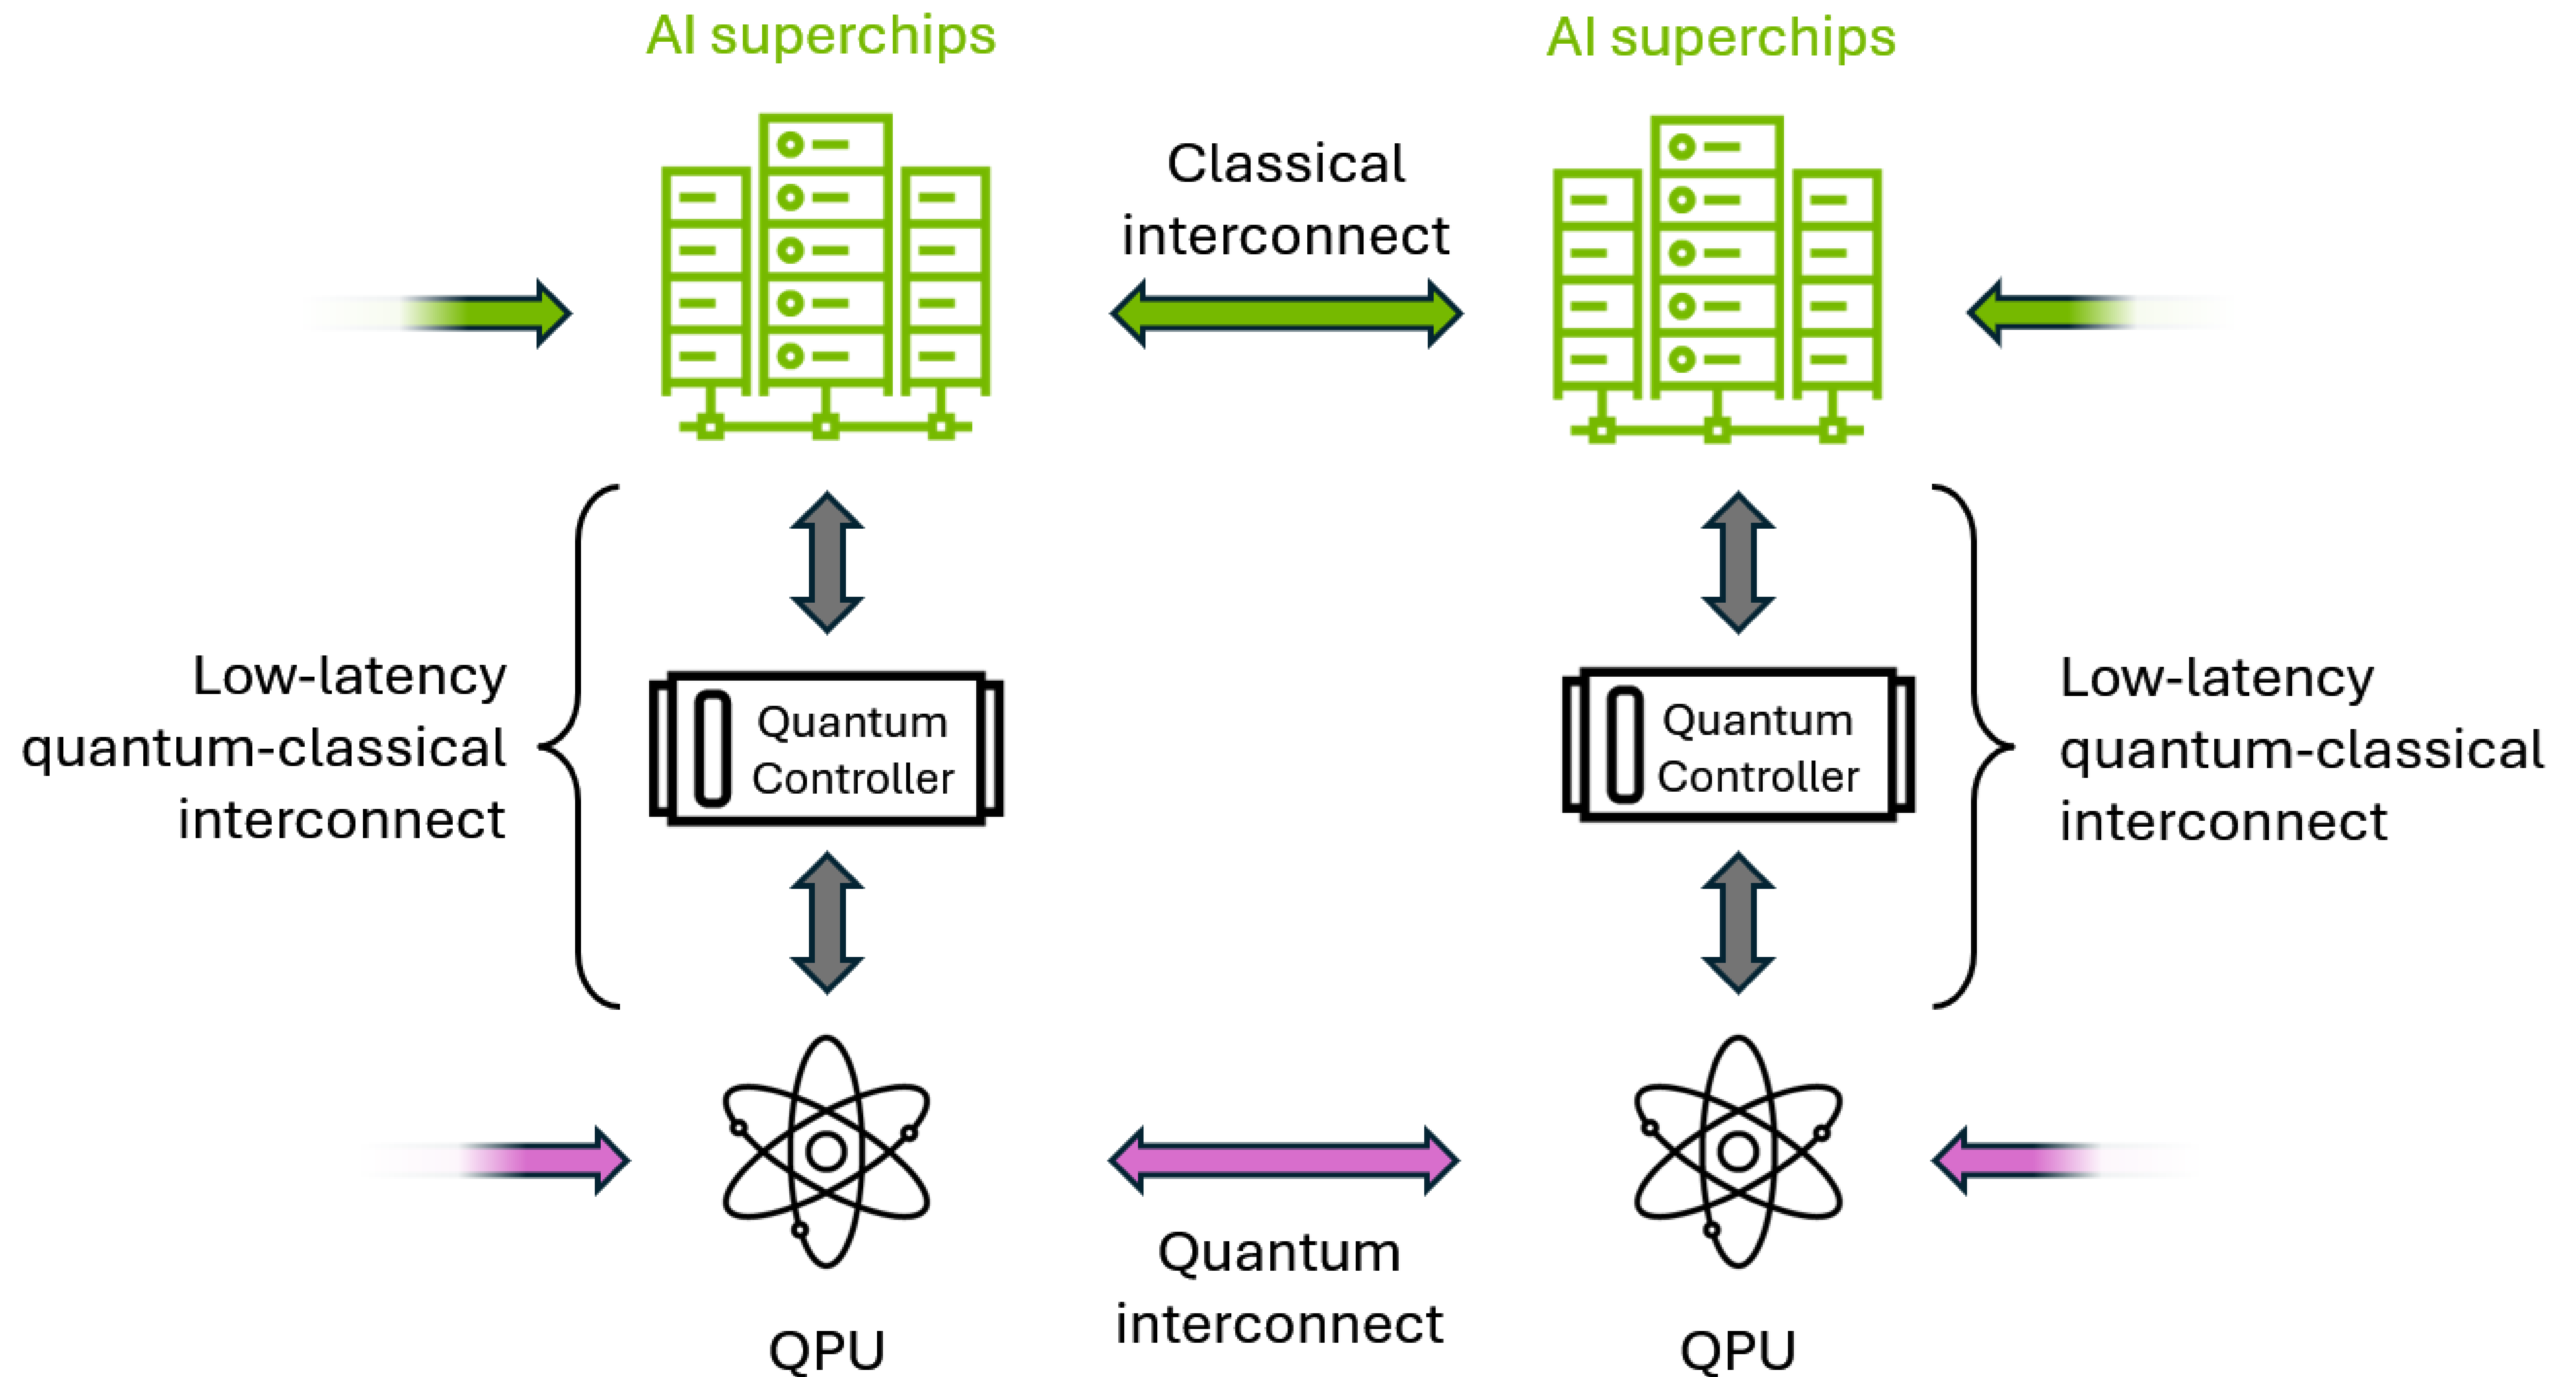 AI superchips
AI superchips
Classical
interconnect
Low-latency
quantum-classical
interconnect
Quantum
Controller
Quantum
Controller
Low-latency
quantum-classical
interconnect
Quantum
interconnect
QPU
QPU